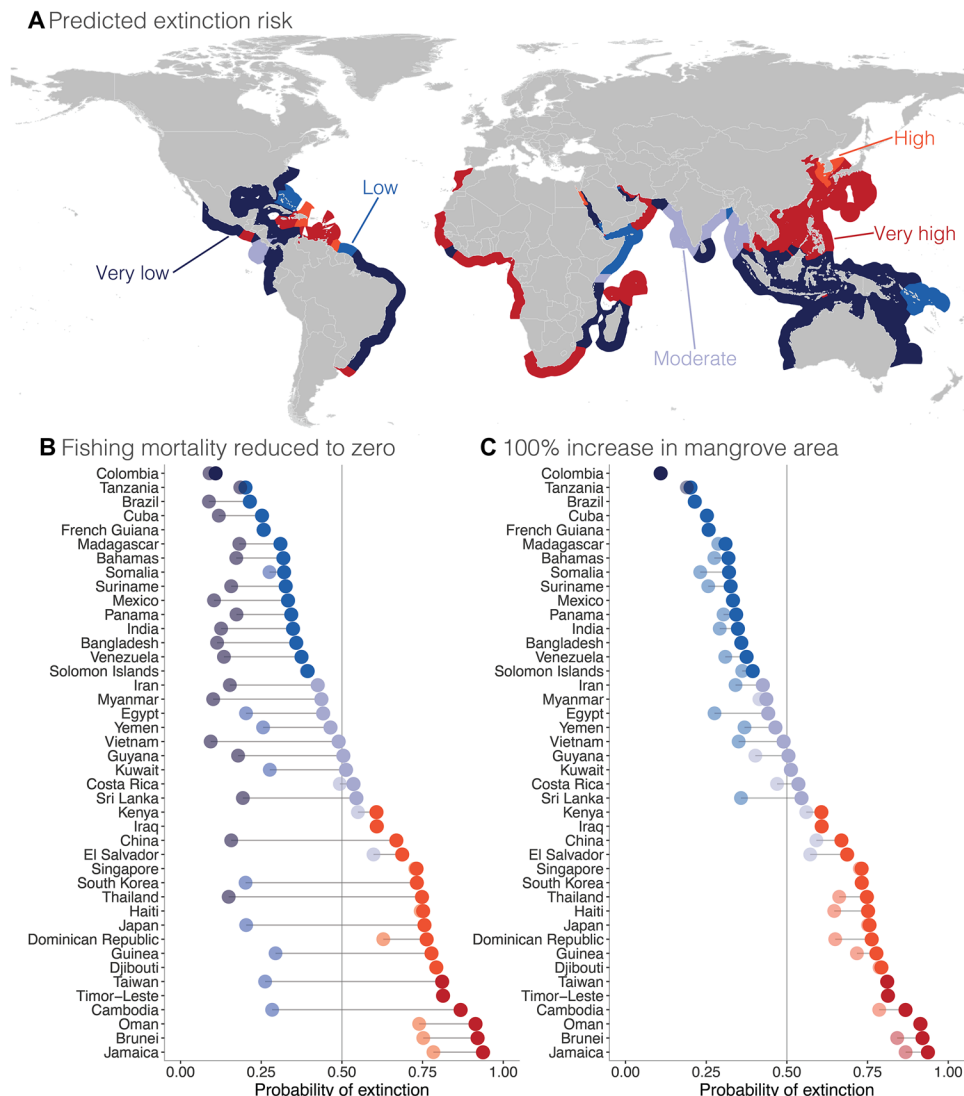 A Predicted extinction risk
High
Low
Very high
Very low
Moderate
B Fishing mortality reduced to zero
C 100% increase in mangrove area
Colombia
Tanzania
Brazil
Cuba
French Guiana
Madagascar
Bahamas
Somalia
Suriname
Mexico
Panama
India
Bangladesh
Venezuela
Solomon Islands
Iran
Myanmar
Egypt
Yemen
Vietnam
Guyana
Kuwait
Costa Rica
Sri Lanka
Kenya
Iraq
China
El Salvador
Singapore
South Korea
Thailand
Haiti
Japan
Dominican Republic
Guinea
Djibouti
Taiwan
Timor−Leste
Cambodia
Oman
Brunei
Jamaica
0.00 0.25 0.50 0.75 1.00
Probability of extinction
Colombia
Tanzania
Brazil
Cuba
French Guiana
Madagascar
Bahamas
Somalia
Suriname
Mexico
Panama
India
Bangladesh
Venezuela
Solomon Islands
Iran
Myanmar
Egypt
Yemen
Vietnam
Guyana
Kuwait
Costa Rica
Sri Lanka
Kenya
Iraq
China
El Salvador
Singapore
South Korea
Thailand
Haiti
Japan
Dominican Republic
Guinea
Djibouti
Taiwan
Timor−Leste
Cambodia
Oman
Brunei
Jamaica
0.00 0.25 0.50 0.75 1.00
Probability of extinction